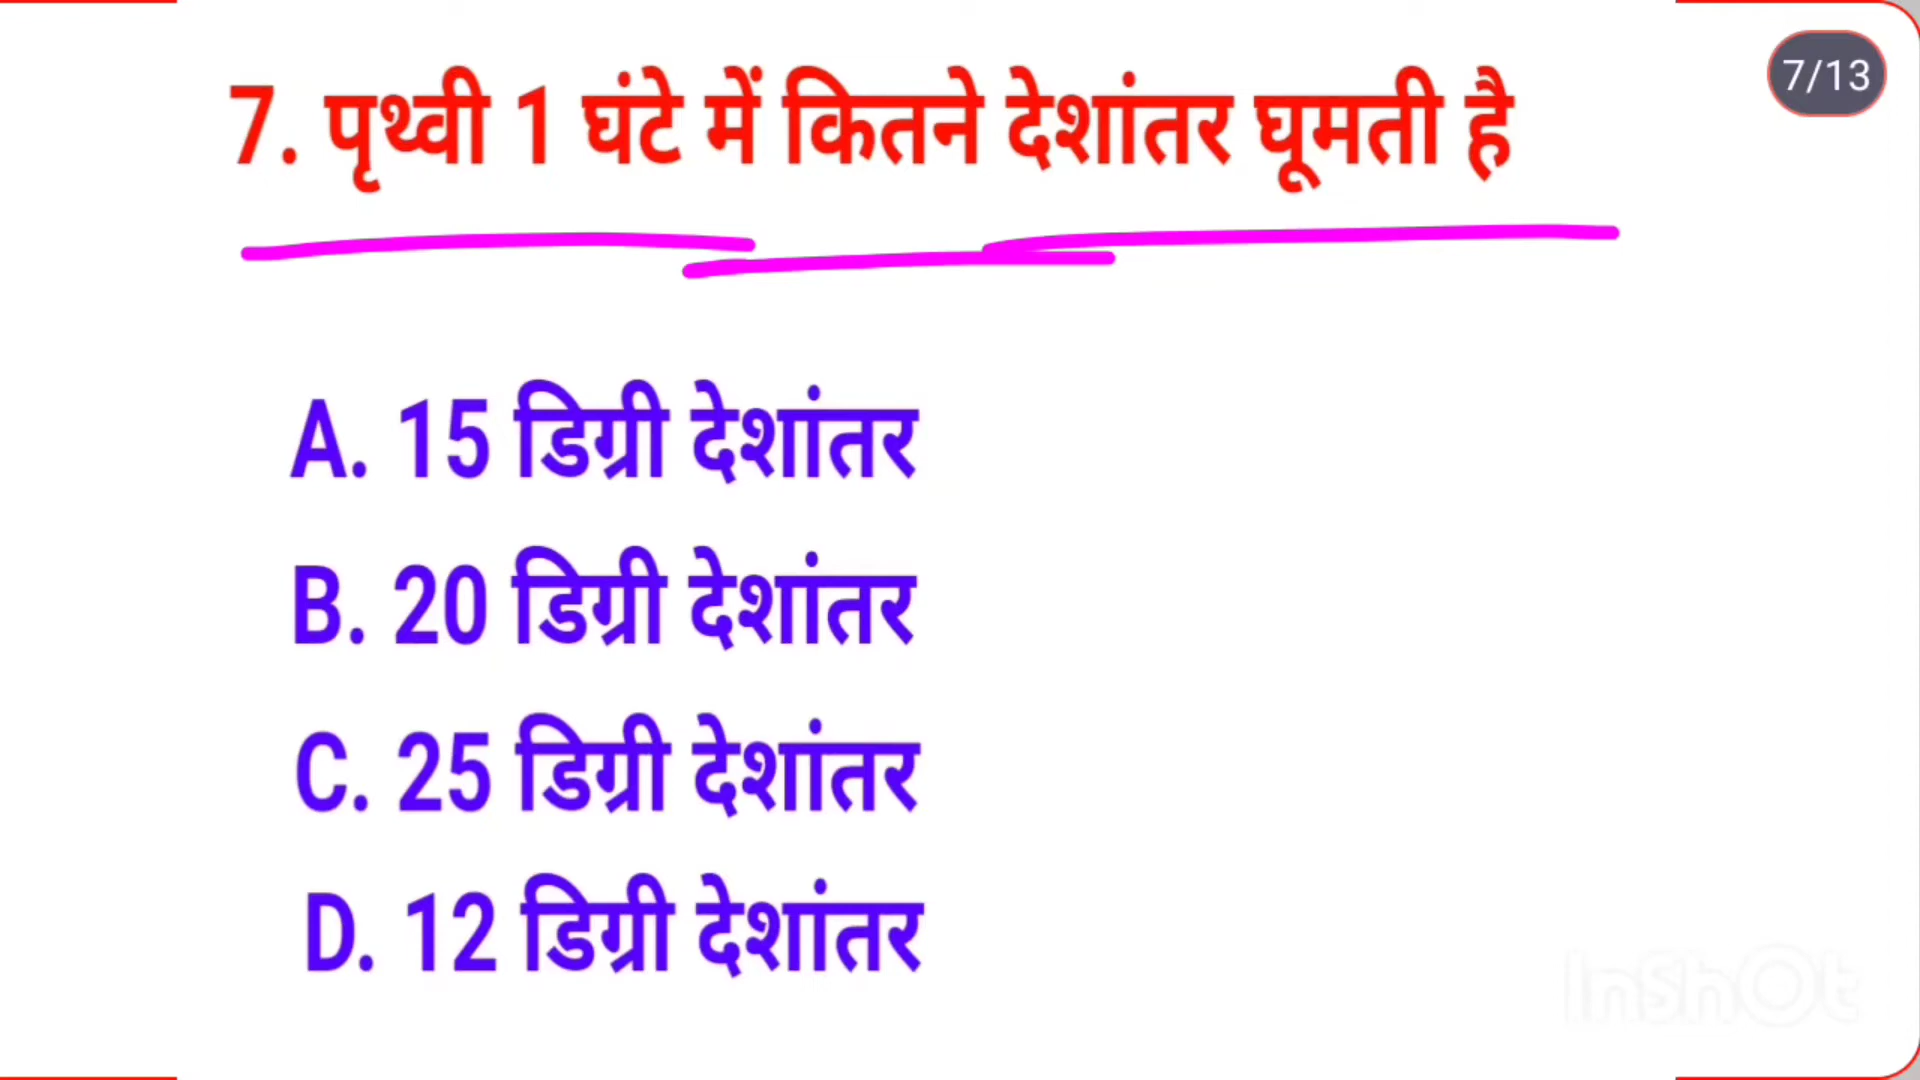 7/13
7. पृथ्वी 1 घंटे में कितने देशांतर घूमती है
A. 15 डिग्री देशांतर
B. 20 डिग्री देशांतर
C. 25 डिग्री देशांतर
D. 12 डिग्री देशांतर
InShOt